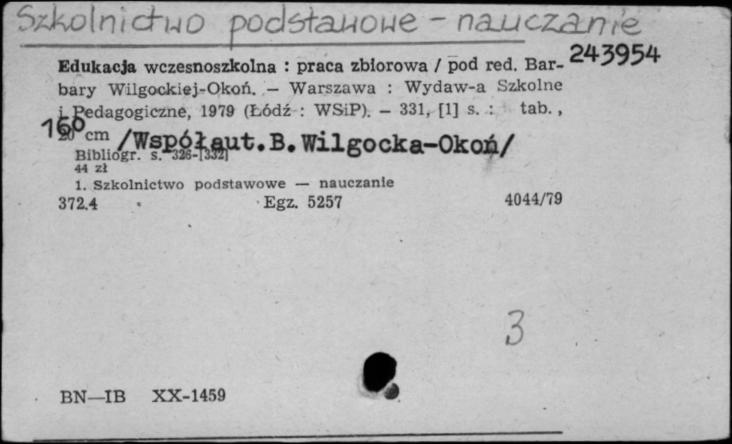 Szkolnictwo podstawowe - nauczanie
243954
Edukacja wczesnoszkolna : praca zbiorowa / pod red. Bar-
bary Wilgockiej-Okoń. — Warszawa : Wydaw-a Szkolne
i Pedagogiczne, 1979 (Łódź : WSiP). — 331, [1] s. : tab.,
20 cm
16°
/Współaut.B.Wilgocka-Okoń/
Bibliogr. s. 326-[332]
44 zł
1. Szkolnictwo podstawowe — nauczanie
372.4 Egz. 5257 4044/79
3
BN—IB XX-1459